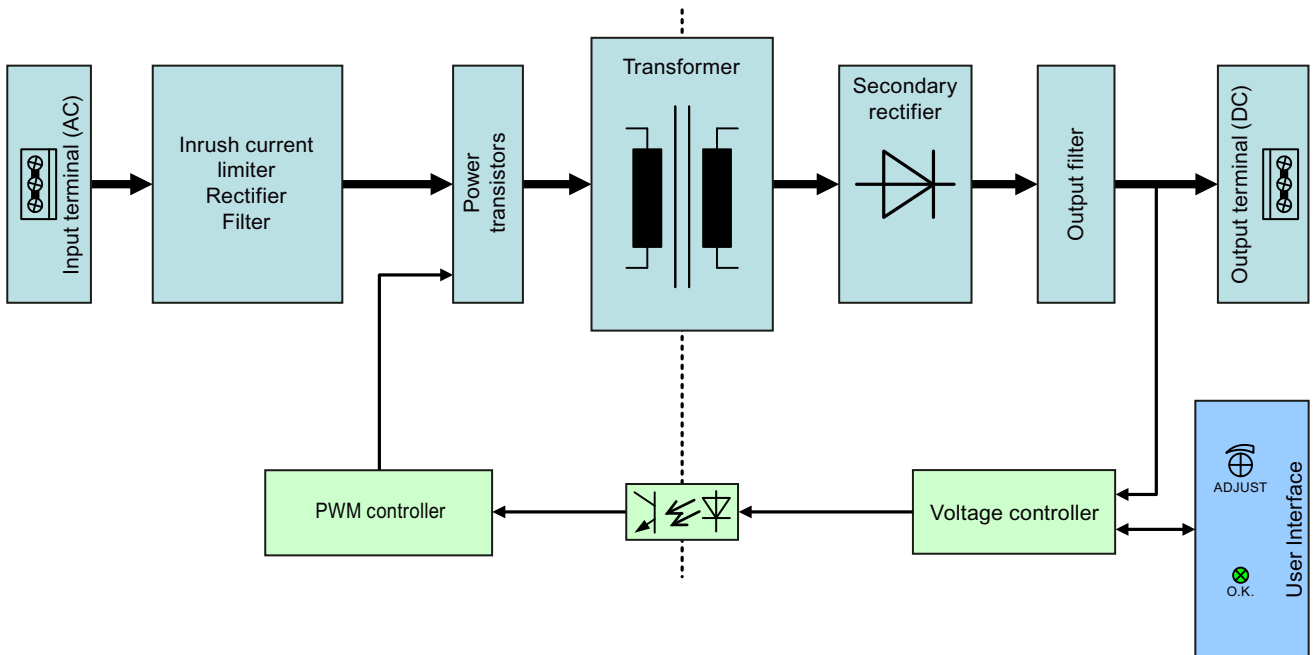 Input terminal (AC)
Inrush current
limiter
Rectifier
Filter
Power
transistors
Transformer
Secondary
rectifier
Output filter
Output terminal (DC)
PWM controller
Voltage controller
ADJUST
O.K.
User Interface